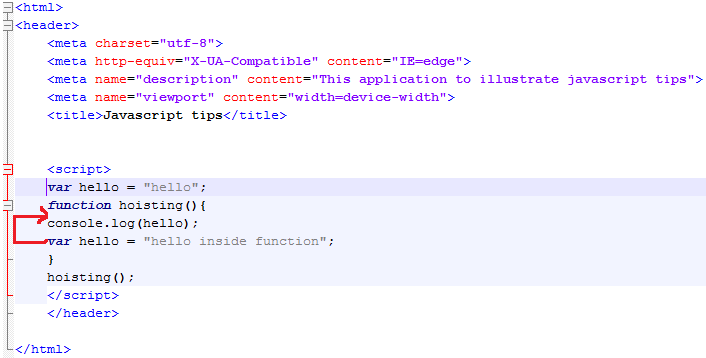 <html>
<header>
<meta charset="utf-8">
<meta http-equiv="X-UA-Compatible" content="IE=edge">
<meta name="description" content="This application to illustrate javascript tips">
<meta name="viewport" content="width=device-width">
<title>Javascript tips</title>
<script>
var hello = "hello";
function hoisting(){
console.log(hello);
var hello = "hello inside function";
}
hoisting();
</script>
</header>
</html>